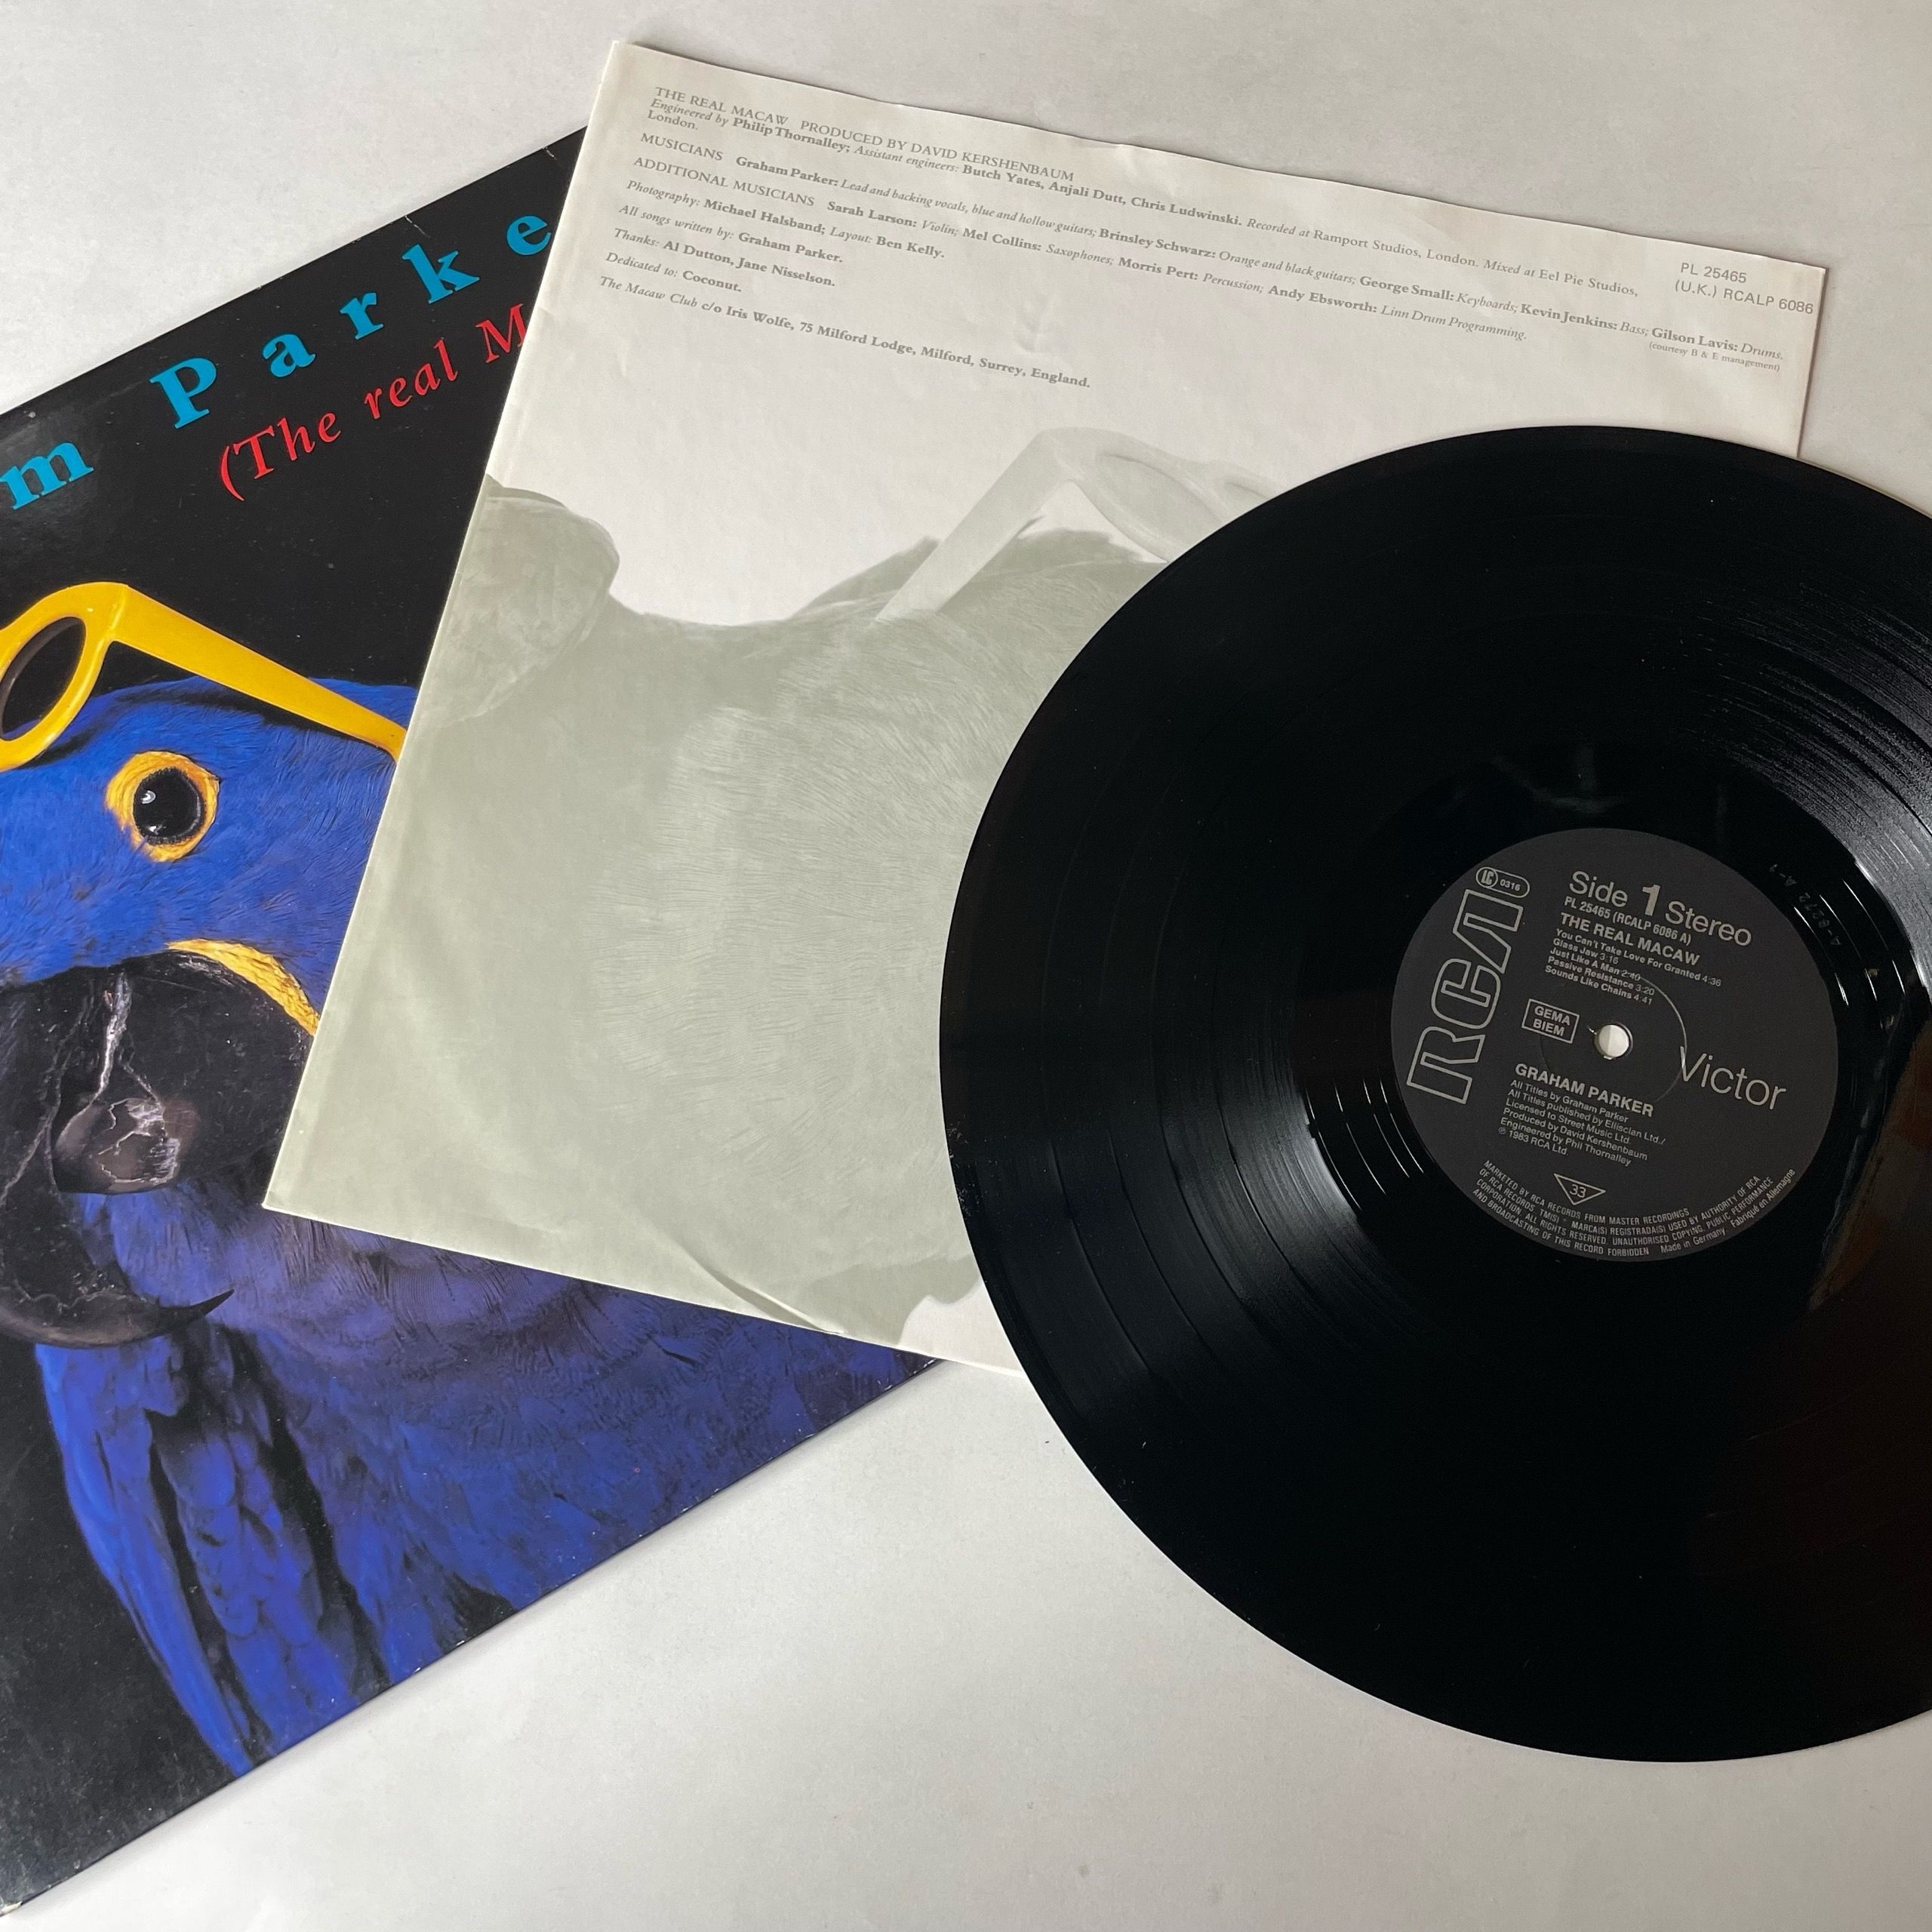 m Parke
(The real M
THE REAL MACAW PRODUCED BY DAVID KERSHENBAUM
Engineered by Philip Thornalley; Assistant engineers: Butch Yates, Anjali Dutt, Chris Ludwinski. Recorded at Ramport Studios, London. Mixed at Eel Pie Studios,
London.
MUSICIANS Graham Parker: Lead and backing vocals, blue and hollow guitars; Brinsley Schwarz: Orange and black guitars; George Small: Keyboards; Kevin Jenkins: Bass; Gilson Lavis: Drums.
(courtesy B & E management)
ADDITIONAL MUSICIANS Sarah Larson: Violin; Mel Collins: Saxophones; Morris Pert: Percussion; Andy Ebsworth: Linn Drum Programming.
Photography: Michael Halsband; Layout: Ben Kelly.
All songs written by: Graham Parker.
Thanks: Al Dutton, Jane Nisselson.
Dedicated to: Coconut.
The Macaw Club c/o Iris Wolfe, 75 Milford Lodge, Milford, Surrey, England.
PL 25465
(U.K.) RCALP 6086
LC 0316
RCA
Side 1 Stereo
PL 25465 (RCALP 6086 A)
THE REAL MACAW
You Can't Take Love For Granted 4:36
Glass Jaw 3:16
Just Like A Man 2:40
Passive Resistance 3:20
Sounds Like Chains 4:41
GEMA
BIEM
Victor
GRAHAM PARKER
All Titles by Graham Parker
All Titles published by Ellisclan Ltd./
Licensed to Street Music Ltd.
Produced by David Kershenbaum
Engineered by Phil Thornalley
℗ 1983 RCA Ltd
33
MARKETED BY RCA RECORDS FROM MASTER RECORDINGS
OF RCA RECORDS. TM(S) - MARCA(S) REGISTRADA(S) USED BY AUTHORITY OF RCA
CORPORATION. ALL RIGHTS RESERVED. UNAUTHORISED COPYING, PUBLIC PERFORMANCE
AND BROADCASTING OF THIS RECORD FORBIDDEN Made in Germany Fabriqué en Allemagne